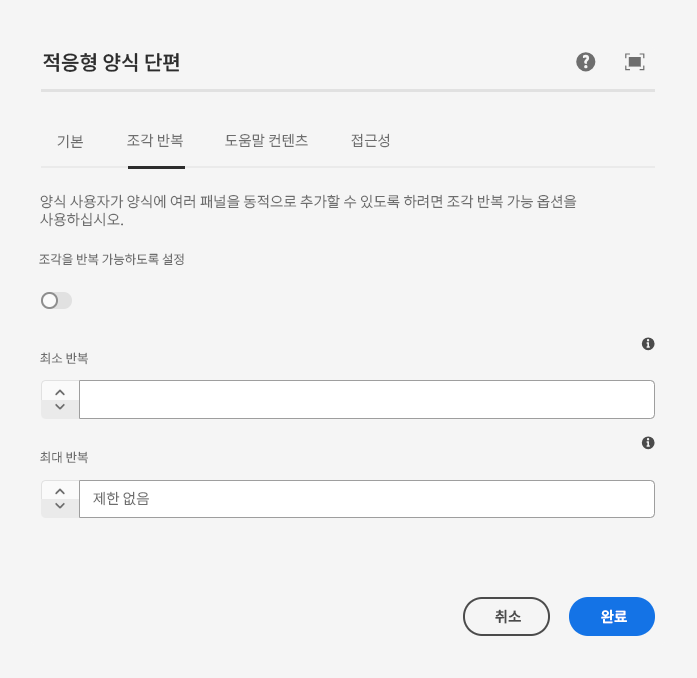 적응형 양식 단편
기본
조각 반복
도움말 컨텐츠
접근성
양식 사용자가 양식에 여러 패널을 동적으로 추가할 수 있도록 하려면 조각 반복 가능 옵션을
사용하십시오.
조각을 반복 가능하도록 설정
최소 반복
최대 반복
제한 없음
취소
완료